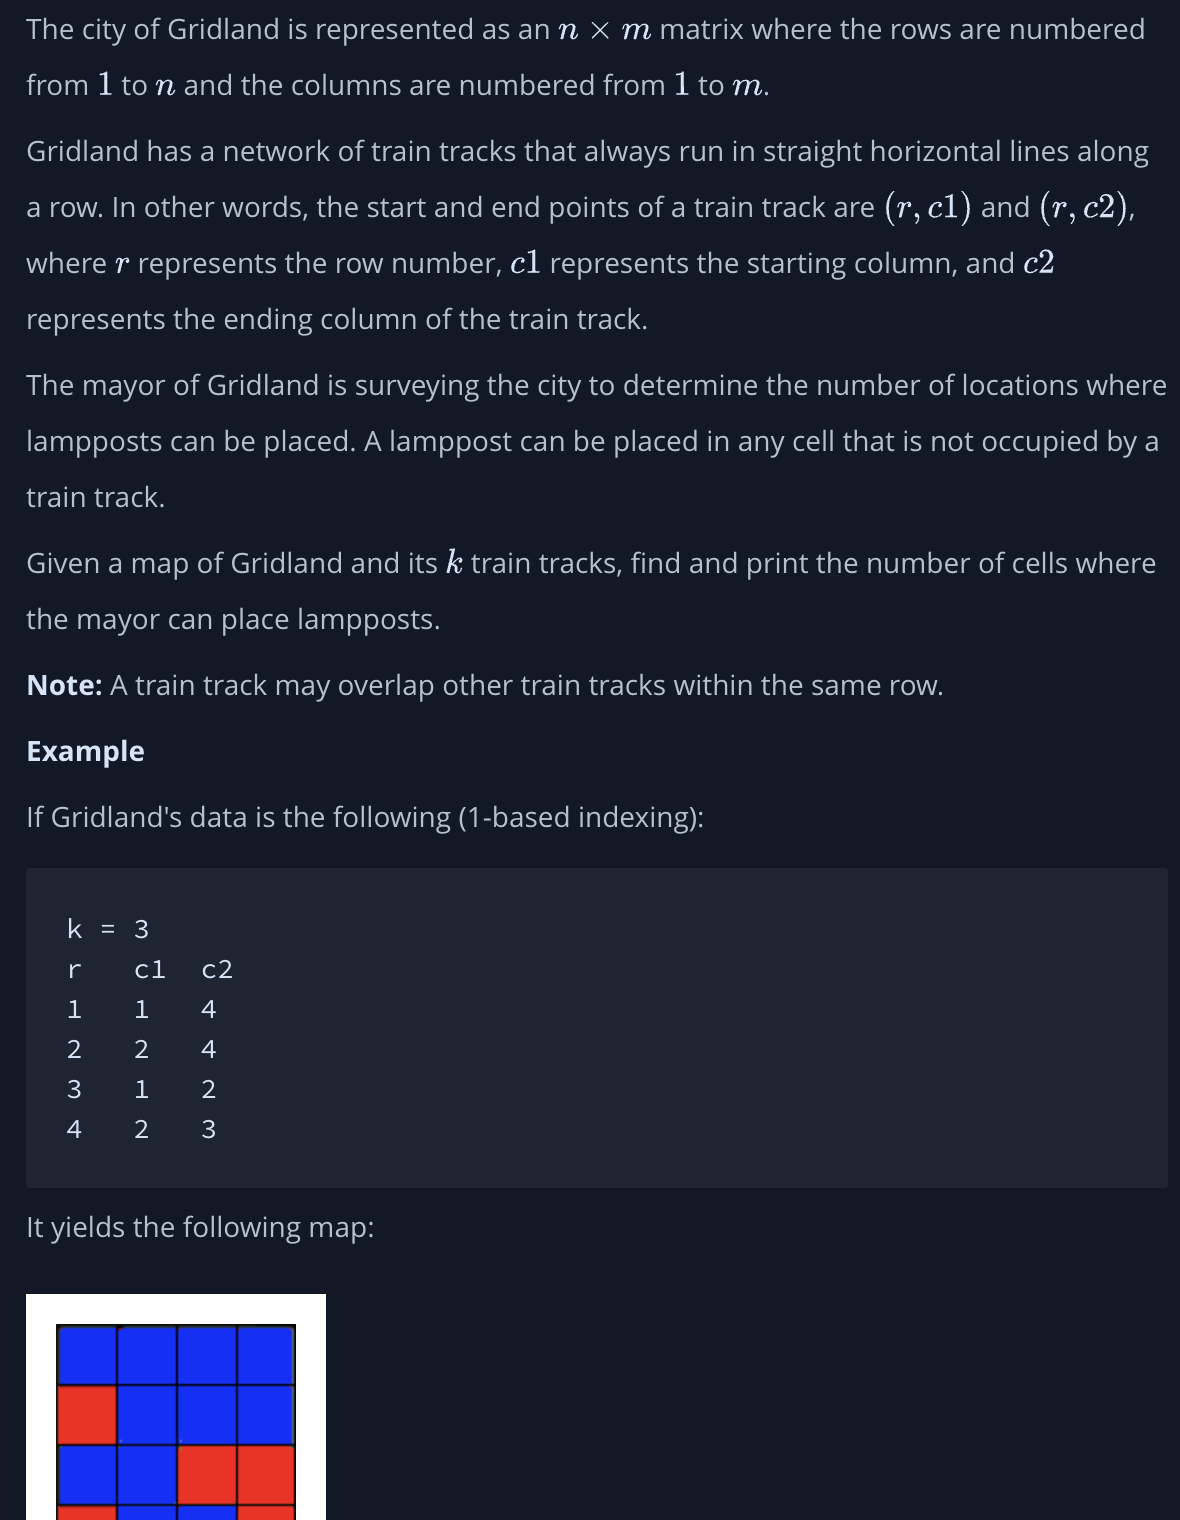 The city of Gridland is represented as an n × m matrix where the rows are numbered
from 1 to n and the columns are numbered from 1 to m.
Gridland has a network of train tracks that always run in straight horizontal lines along
a row. In other words, the start and end points of a train track are (r, c1) and (r, c2),
where r represents the row number, c1 represents the starting column, and c2
represents the ending column of the train track.
The mayor of Gridland is surveying the city to determine the number of locations where
lampposts can be placed. A lamppost can be placed in any cell that is not occupied by a
train track.
Given a map of Gridland and its k train tracks, find and print the number of cells where
the mayor can place lampposts.
Note: A train track may overlap other train tracks within the same row.
Example
If Gridland's data is the following (1-based indexing):
k = 3
r c1 c2
1 1 4
2 2 4
3 1 2
4 2 3
It yields the following map: